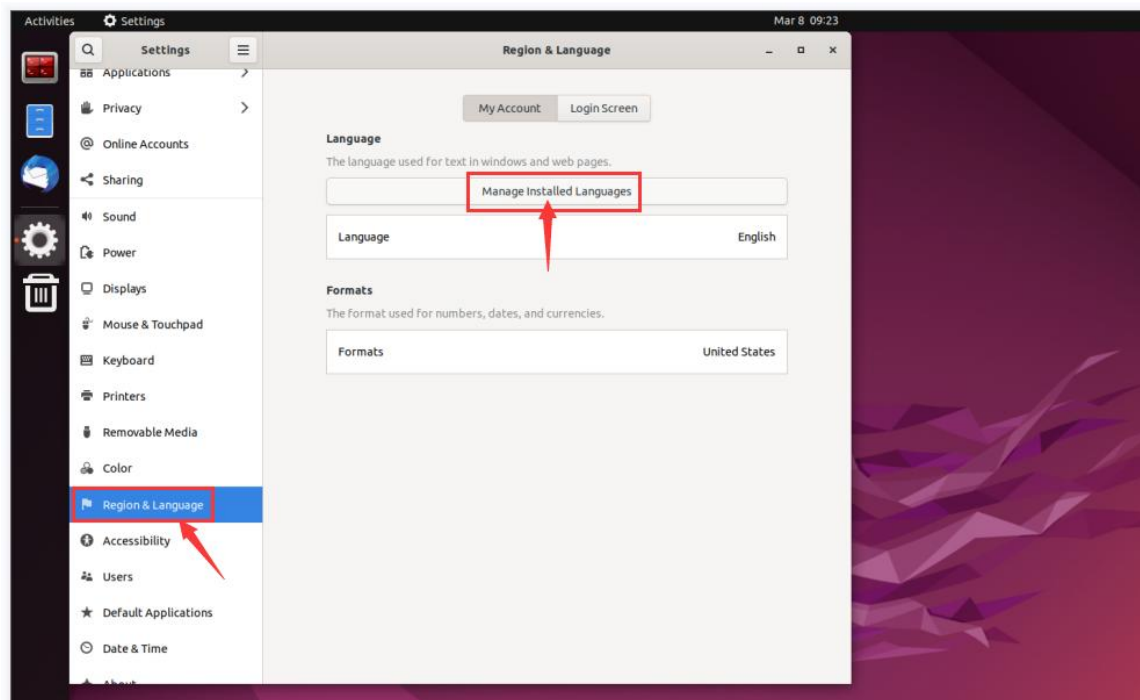 Activities Settings Mar 8 09:23
Settings Region & Language
Applications
Privacy
Online Accounts
Sharing
Sound
Power
Displays
Mouse & Touchpad
Keyboard
Printers
Removable Media
Color
Region & Language
Accessibility
Users
Default Applications
Date & Time
About
My Account Login Screen
Language
The language used for text in windows and web pages.
Manage Installed Languages
Language English
Formats
The format used for numbers, dates, and currencies.
Formats United States